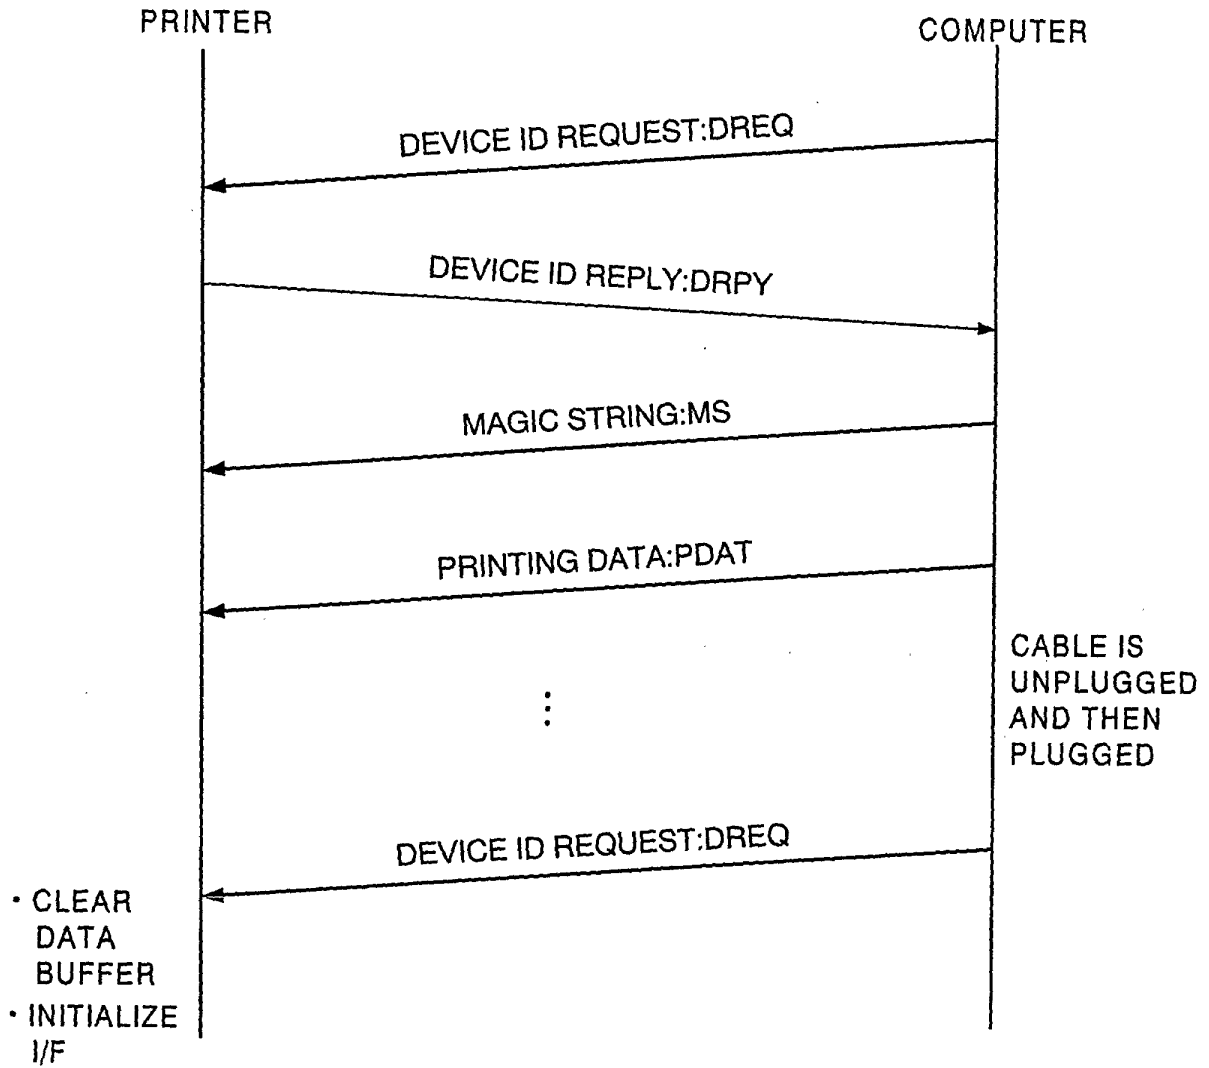 PRINTER
COMPUTER
DEVICE ID REQUEST:DREQ
DEVICE ID REPLY:DRPY
MAGIC STRING:MS
PRINTING DATA:PDAT
CABLE IS
UNPLUGGED
AND THEN
PLUGGED
DEVICE ID REQUEST:DREQ
· CLEAR
DATA
BUFFER
· INITIALIZE
I/F